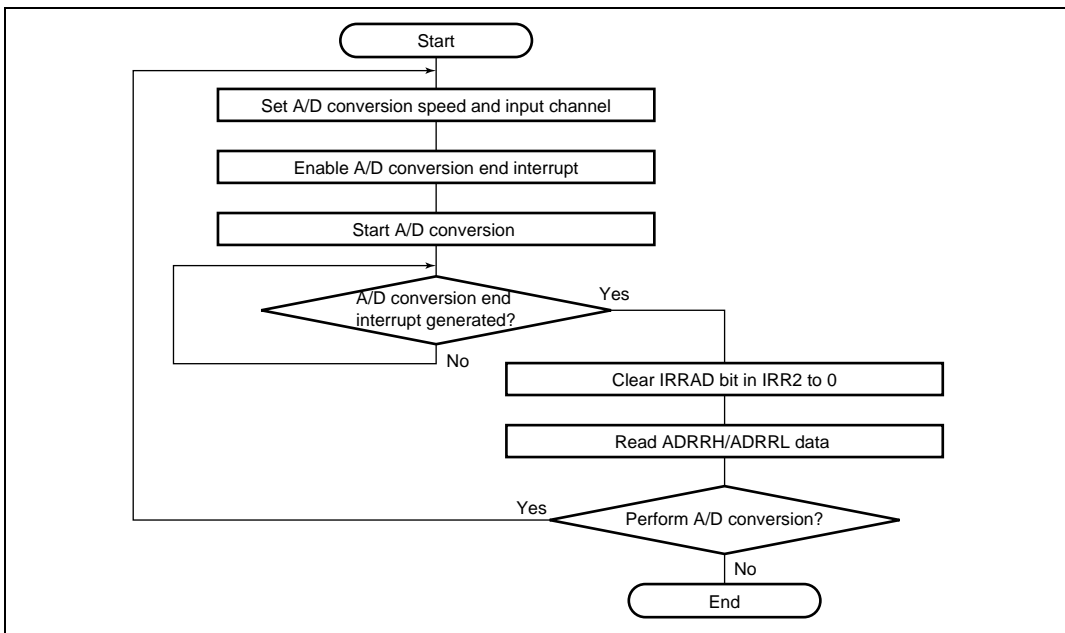 Start
Set A/D conversion speed and input channel
Enable A/D conversion end interrupt
Start A/D conversion
A/D conversion end
interrupt generated?
Yes
No
Clear IRRAD bit in IRR2 to 0
Read ADRRH/ADRRL data
Yes
Perform A/D conversion?
No
End